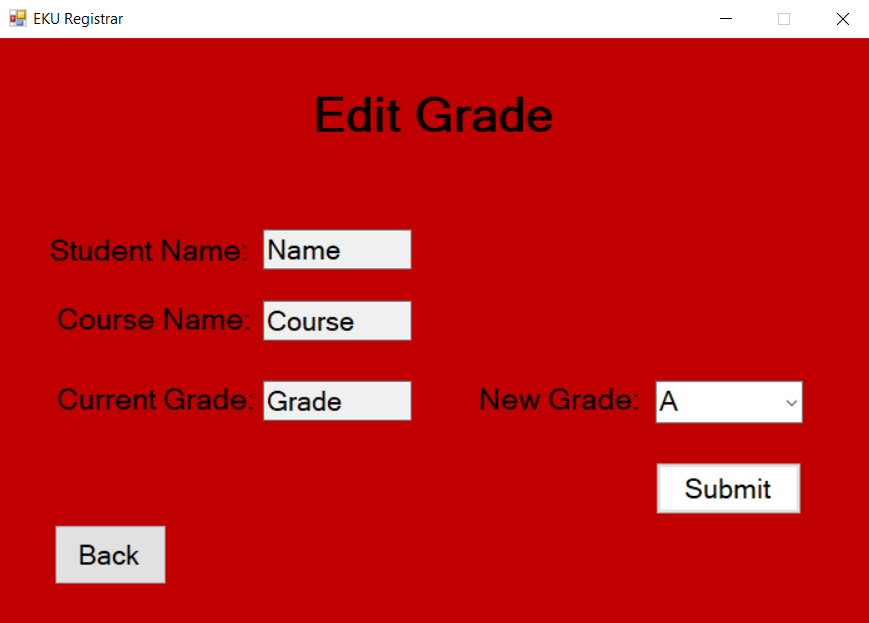 EKU Registrar
Edit Grade
Student Name: Name
Course Name: Course
Current Grade: Grade New Grade: A
Submit
Back